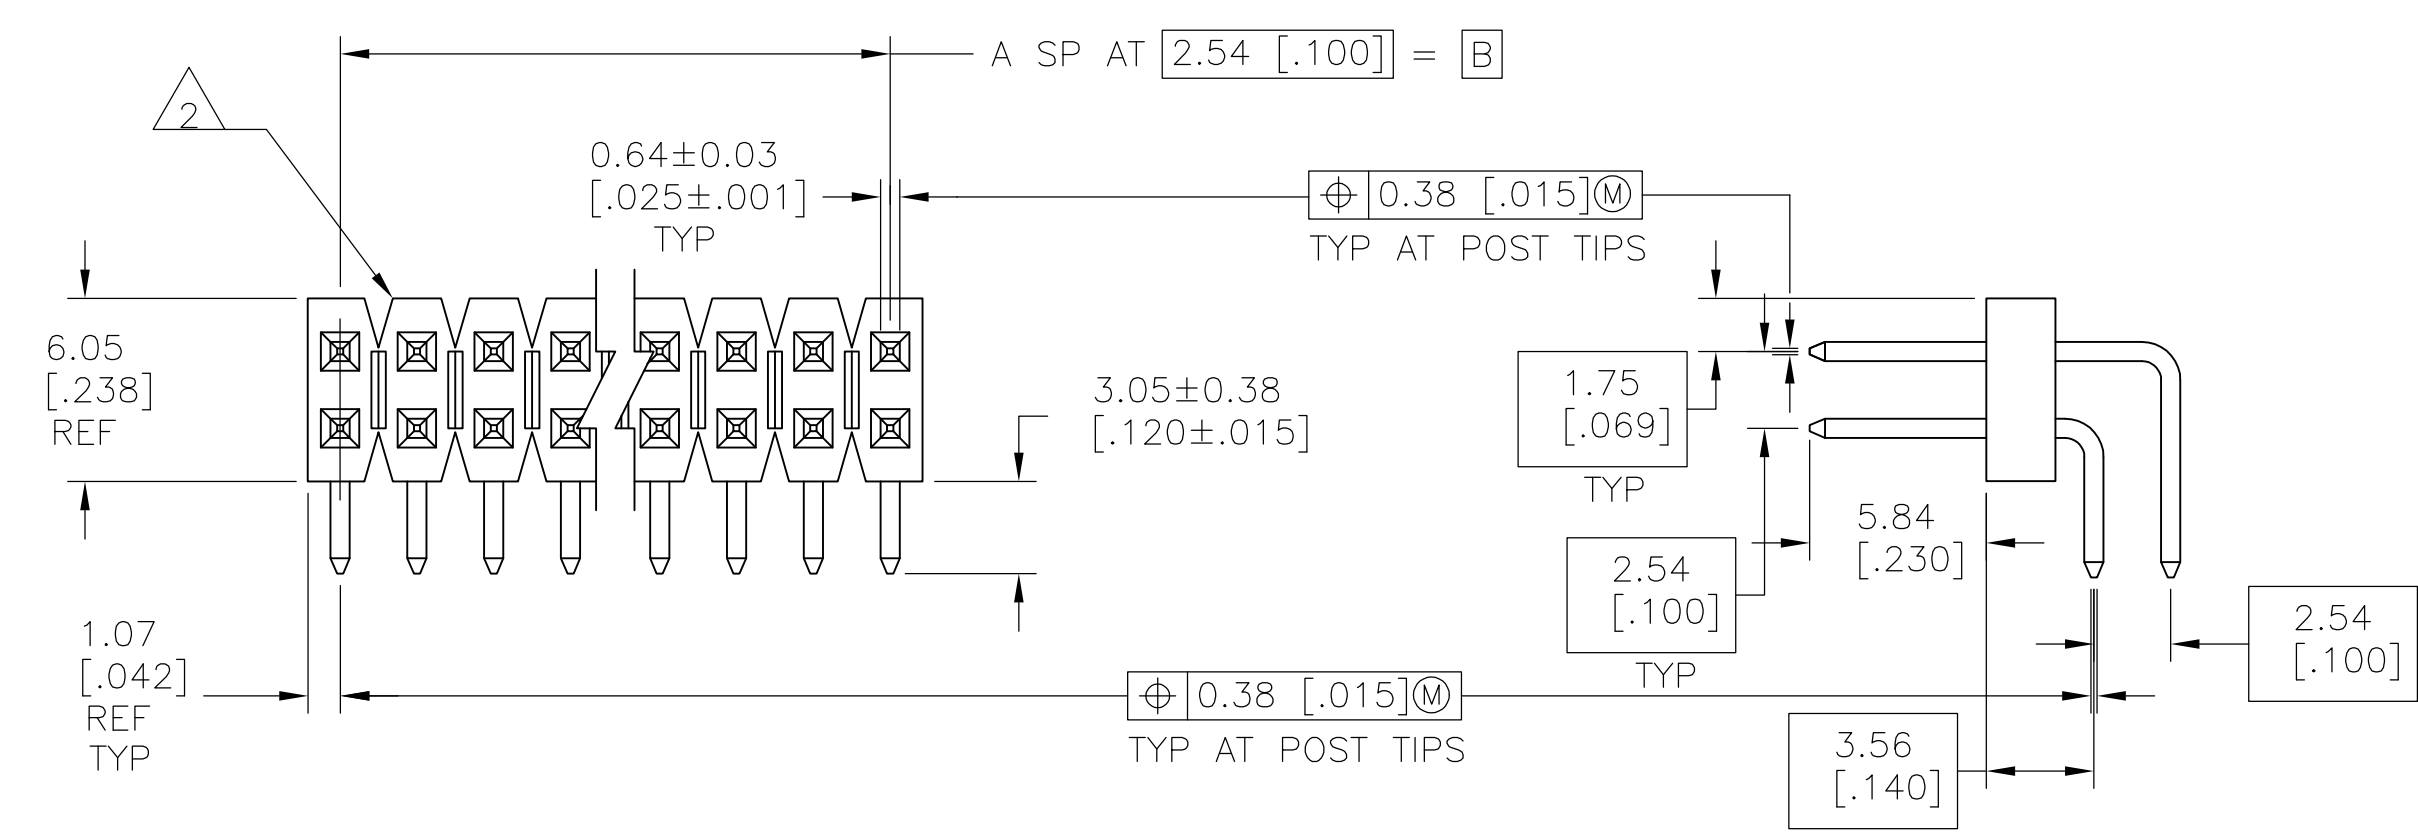 A SP AT 2.54 [.100] = B
2
0.64±0.03
[.025±.001]
TYP
⌖ 0.38 [.015]Ⓜ
TYP AT POST TIPS
6.05
[.238]
REF
3.05±0.38
[.120±.015]
1.75
[.069]
TYP
5.84
[.230]
2.54
[.100]
TYP
2.54
[.100]
1.07
[.042]
REF
TYP
⌖ 0.38 [.015]Ⓜ
TYP AT POST TIPS
3.56
[.140]